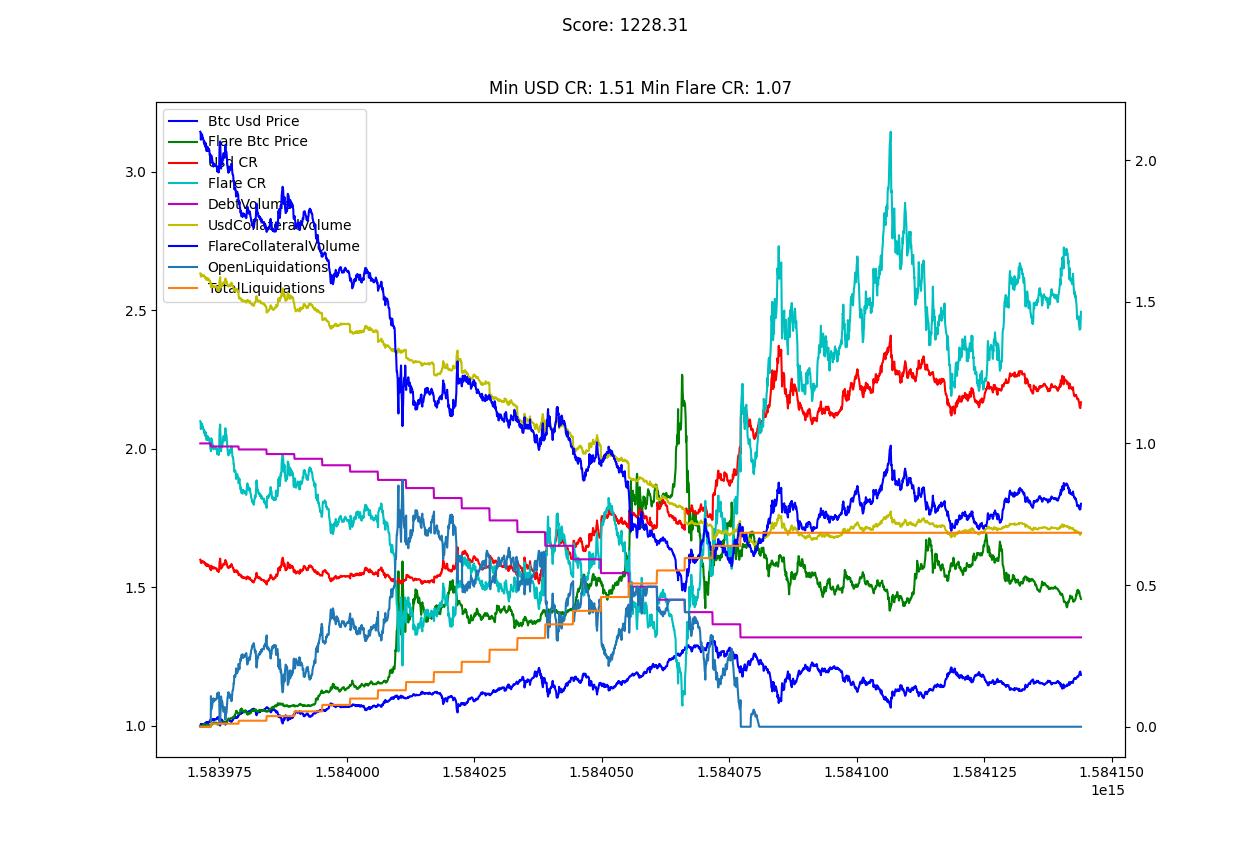 Score: 1228.31
Min USD CR: 1.51 Min Flare CR: 1.07
Btc Usd Price
Flare Btc Price
Usd CR
Flare CR
DebtVolume
UsdCollateralVolume
FlareCollateralVolume
OpenLiquidations
TotalLiquidations
3.0
2.5
2.0
1.5
1.0
2.0
1.5
1.0
0.5
0.0
1.583975
1.584000
1.584025
1.584050
1.584075
1.584100
1.584125
1.584150
1e15